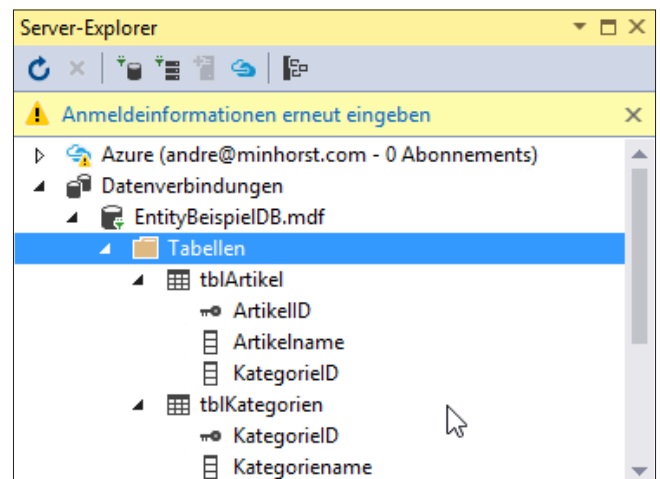 Server-Explorer
Anmeldeinformationen erneut eingeben
Azure (andre@minhorst.com - 0 Abonnements)
Datenverbindungen
EntityBeispielDB.mdf
Tabellen
tblArtikel
ArtikelID
Artikelname
KategorieID
tblKategorien
KategorieID
Kategoriename